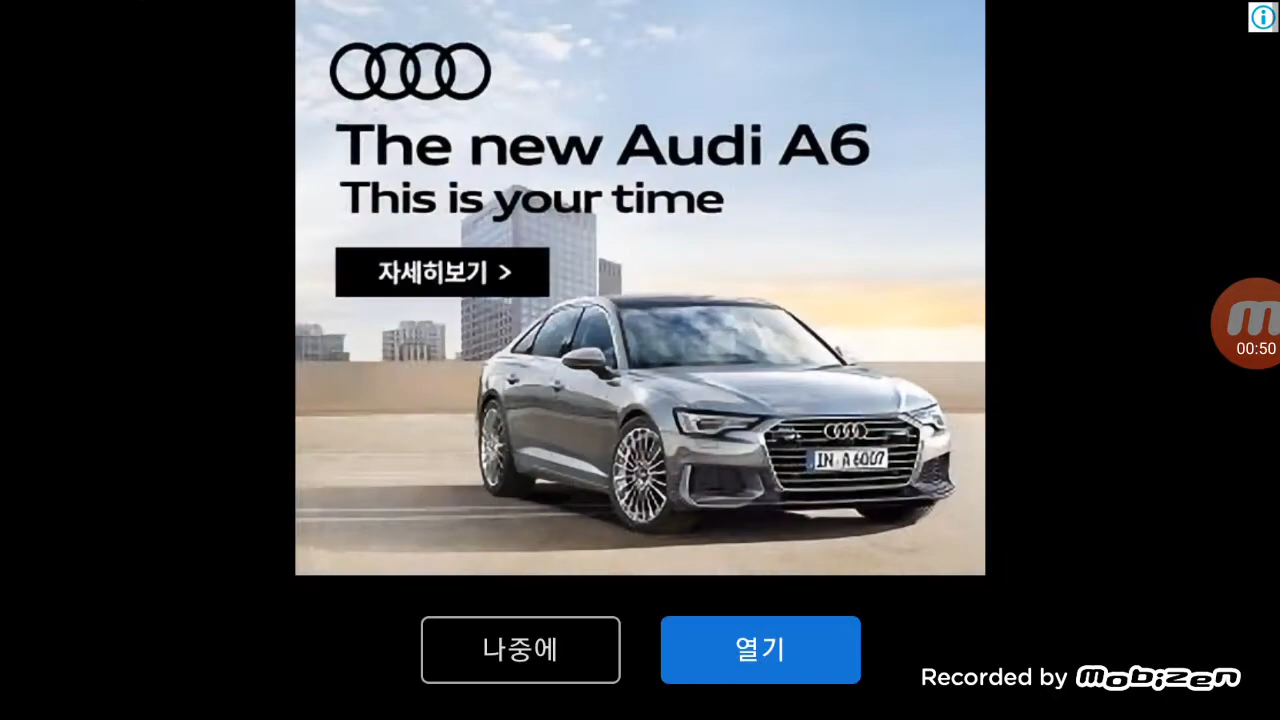 The new Audi A6
This is your time
자세히보기 >
IN·A 6007
00:50
나중에
열기
Recorded by mobizen